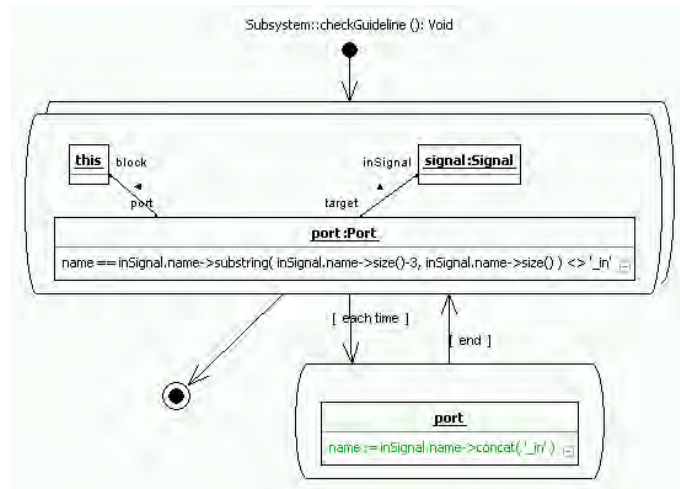 Subsystem::checkGuideline (): Void
this
block
inSignal
signal:Signal
port
target
port:Port
name == inSignal.name->substring( inSignal.name->size()-3, inSignal.name->size() ) <> '_in'
[ each time ]
[ end ]
port
name := inSignal.name->concat( '_in' )